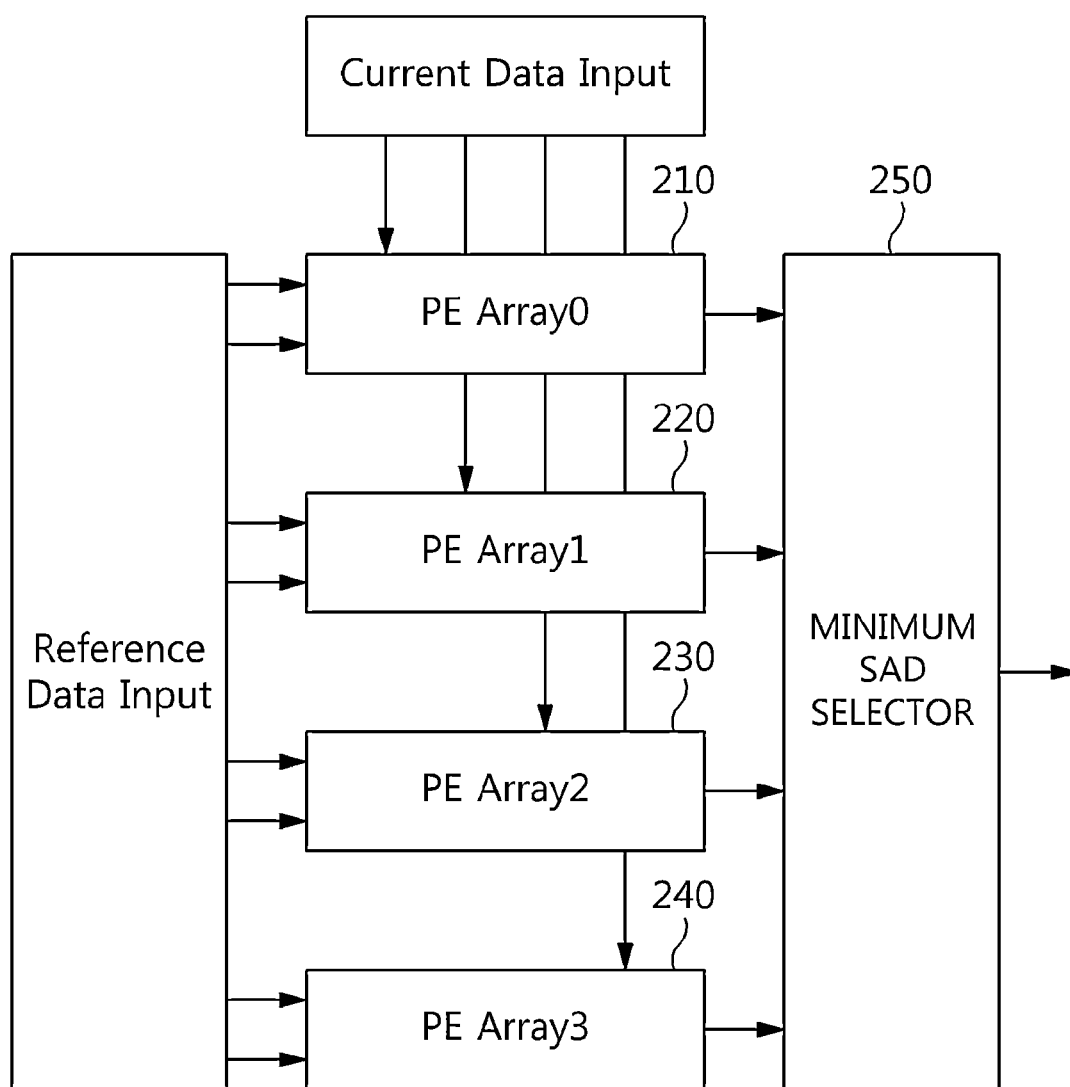 Current Data Input
210
250
PE Array0
220
PE Array1
Reference
Data Input
230
MINIMUM
SAD
SELECTOR
PE Array2
240
PE Array3